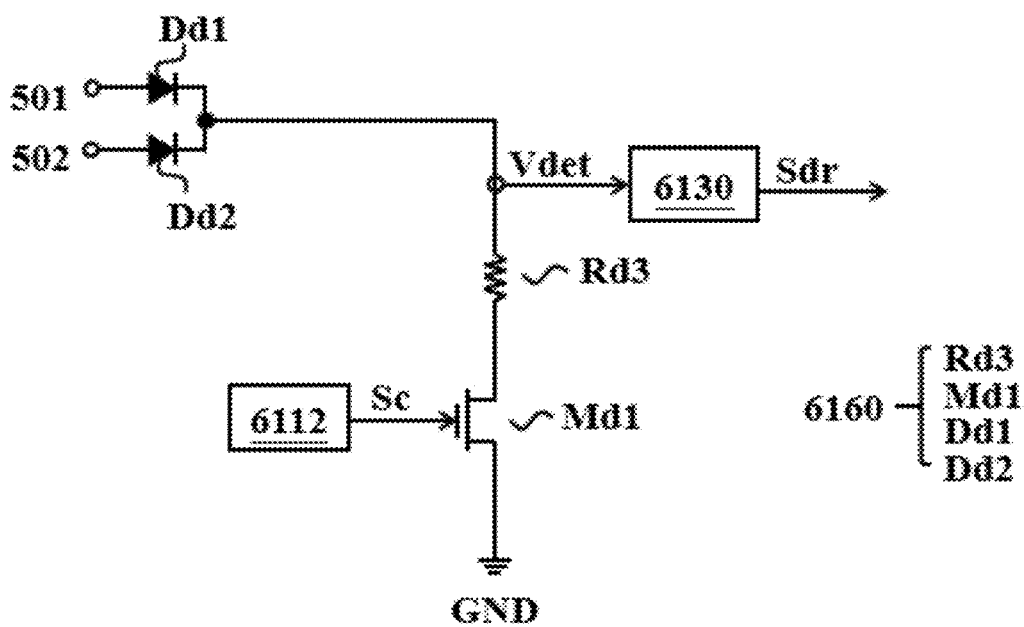 Dd1
501
502
Dd2
Vdet
6130
Sdr
Rd3
6112
Sc
Md1
6160
Rd3
Md1
Dd1
Dd2
GND